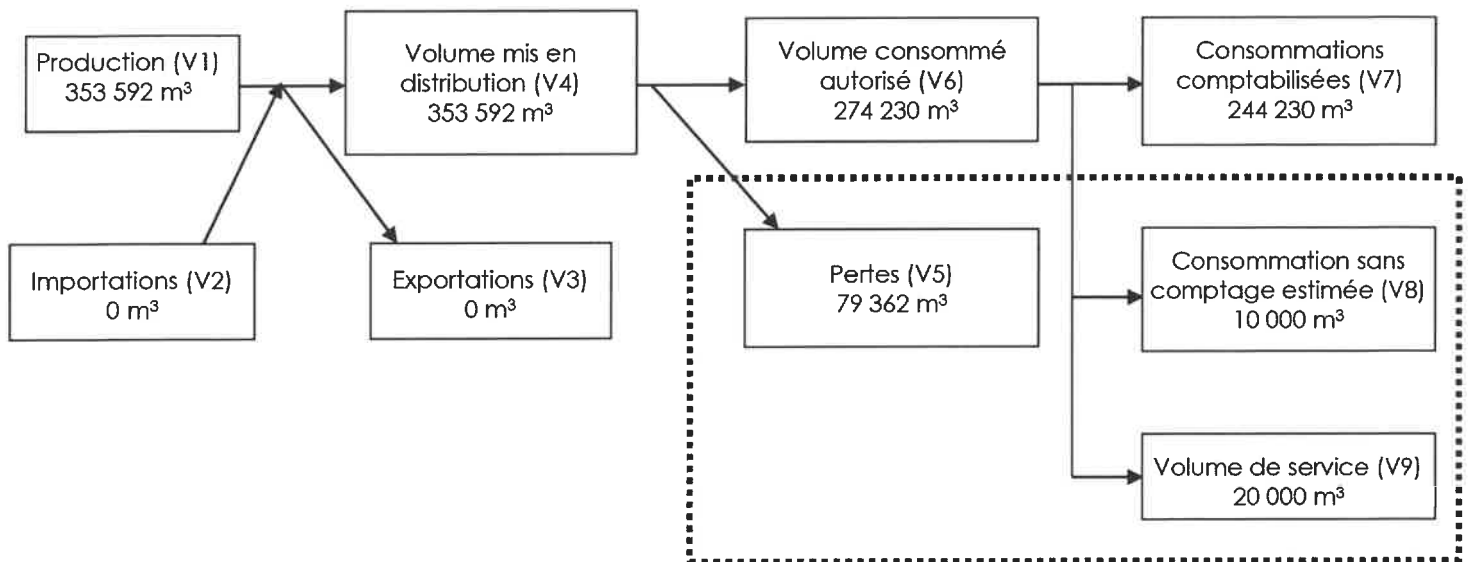 Production (V1)
353 592 m³
Volume mis en
distribution (V4)
353 592 m³
Volume consommé
autorisé (V6)
274 230 m³
Consommations
comptabilisées (V7)
244 230 m³
Importations (V2)
0 m³
Exportations (V3)
0 m³
Pertes (V5)
79 362 m³
Consommation sans
comptage estimée (V8)
10 000 m³
Volume de service (V9)
20 000 m³